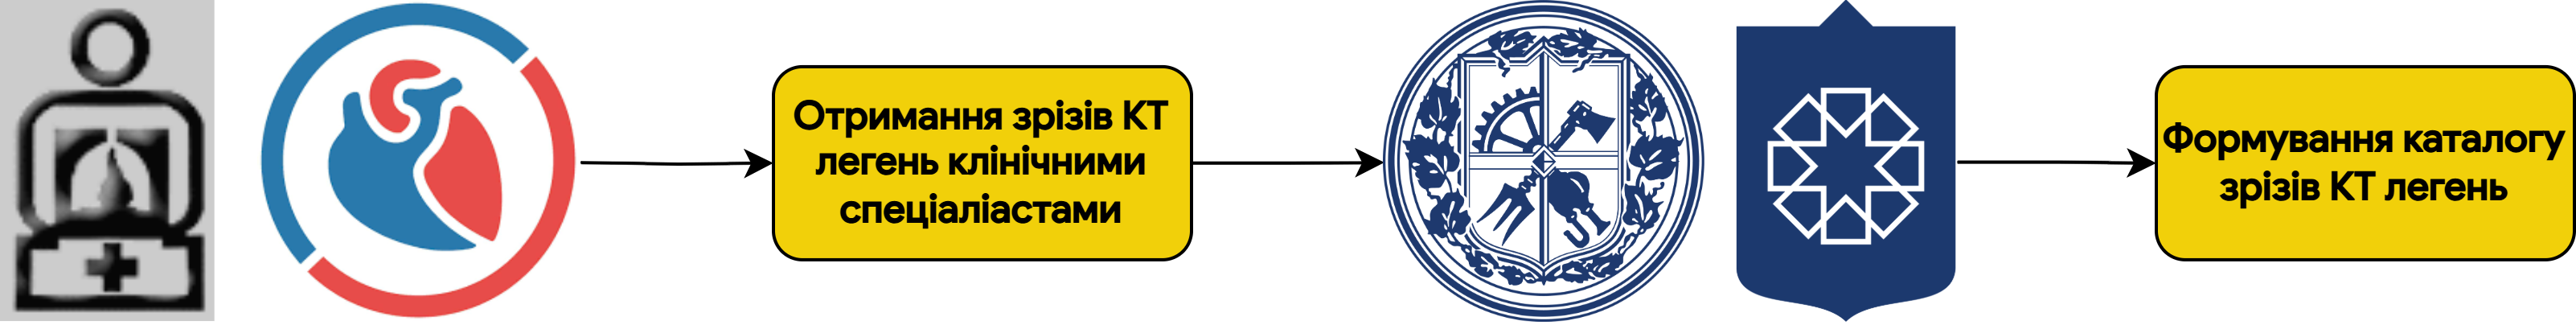 Отримання зрізів КТ
легень клінічними
спеціаліастами
Формування каталогу
зрізів КТ легень